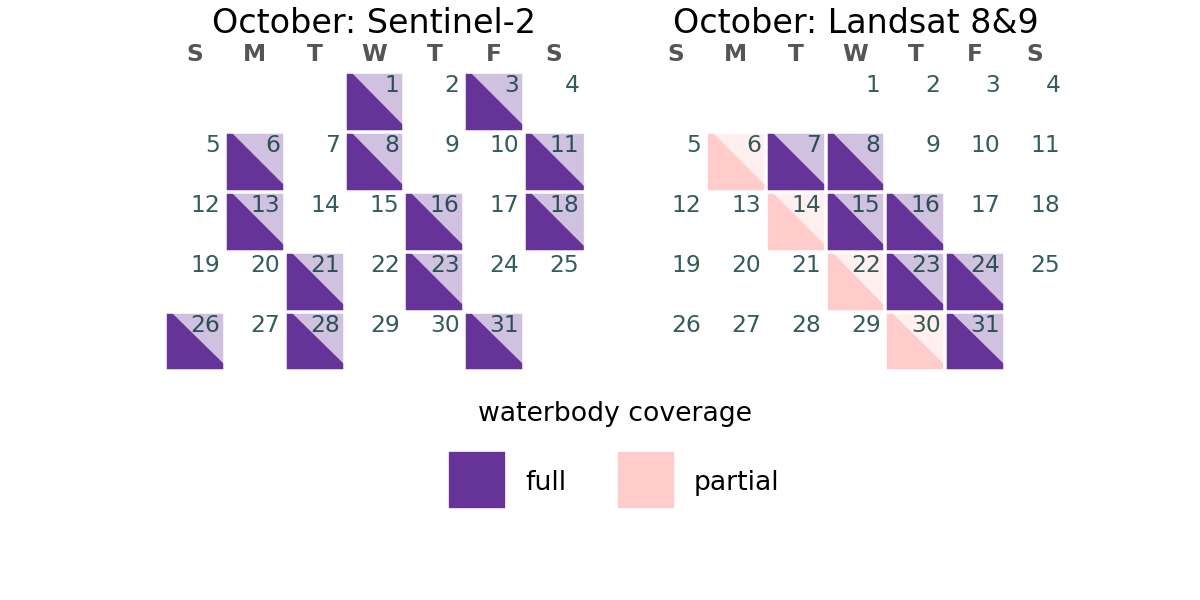 October: Sentinel-2
S M T W T F S
1 2 3 4
5 6 7 8 9 10 11
12 13 14 15 16 17 18
19 20 21 22 23 24 25
26 27 28 29 30 31
October: Landsat 8&9
S M T W T F S
1 2 3 4
5 6 7 8 9 10 11
12 13 14 15 16 17 18
19 20 21 22 23 24 25
26 27 28 29 30 31
waterbody coverage
full partial